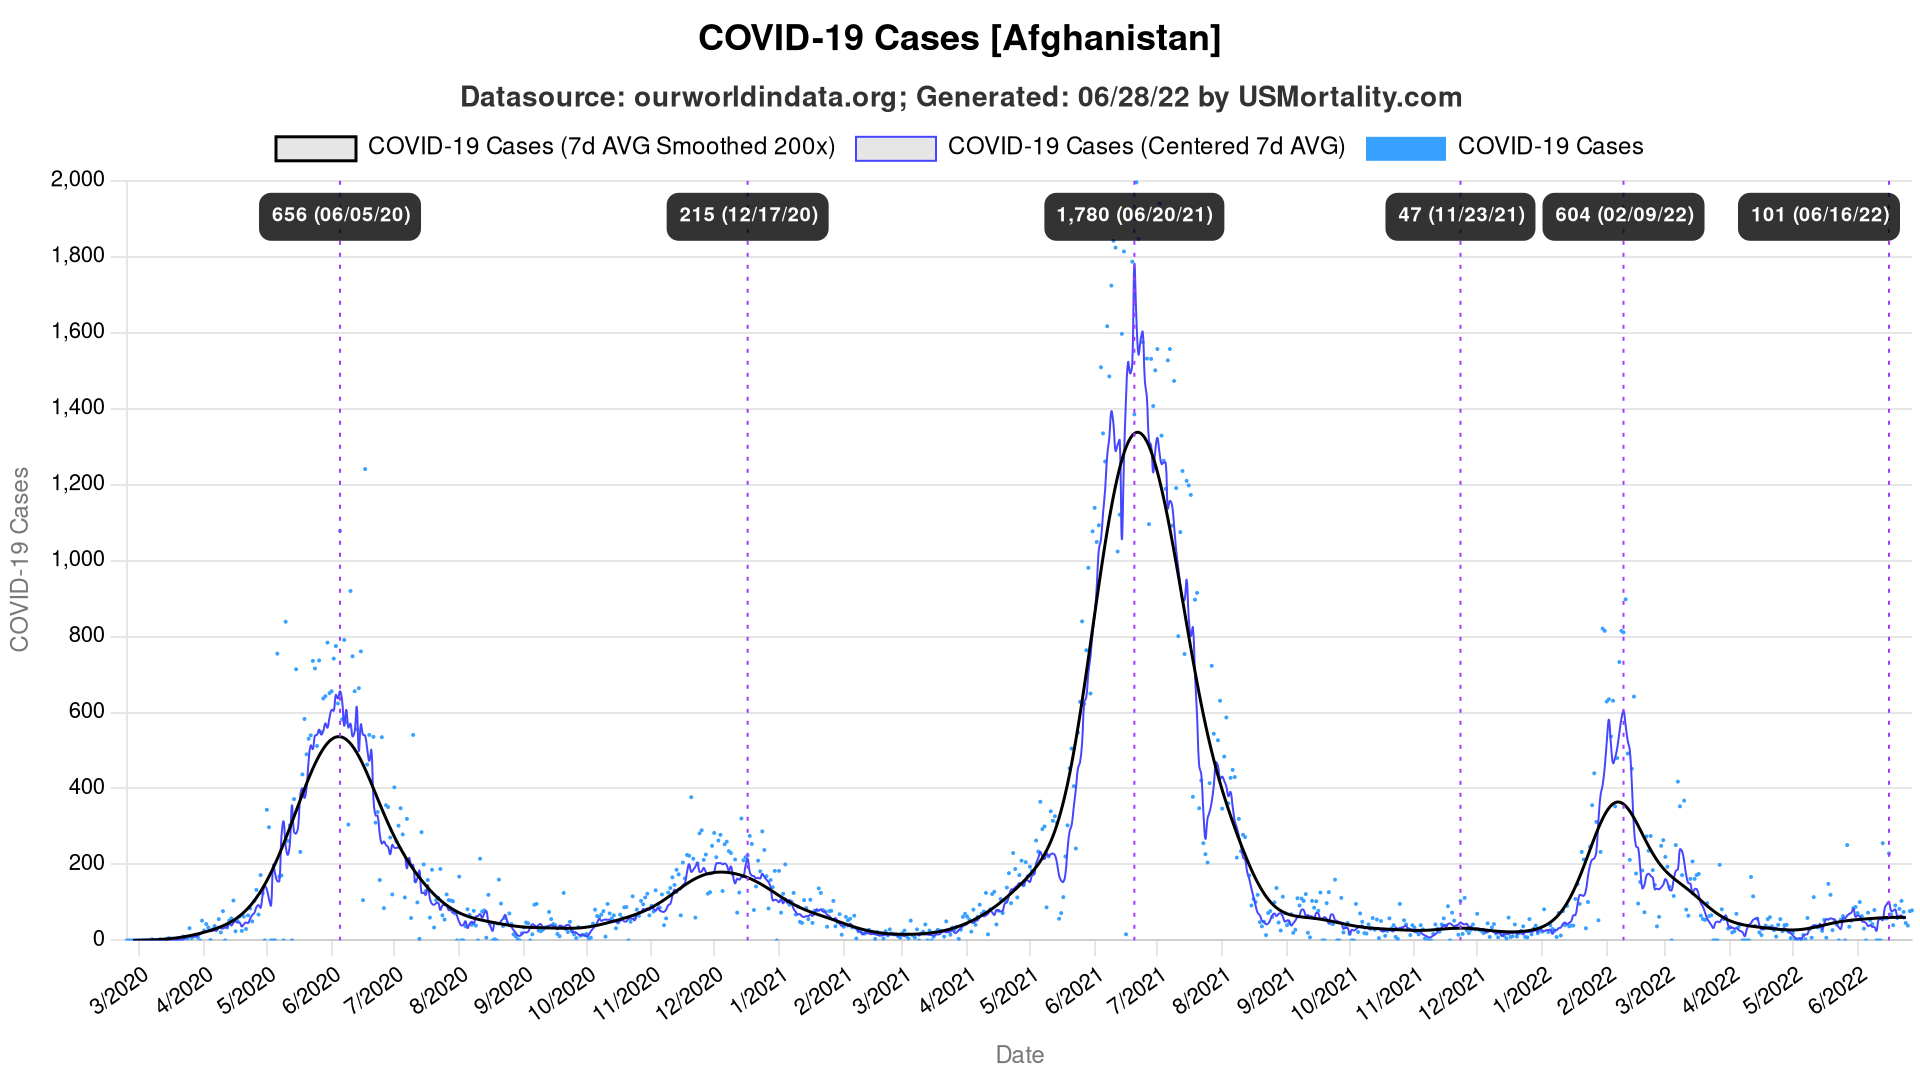 COVID-19 Cases [Afghanistan]
Datasource: ourworldindata.org; Generated: 06/28/22 by USMortality.com
COVID-19 Cases (7d AVG Smoothed 200x) COVID-19 Cases (Centered 7d AVG) COVID-19 Cases
656 (06/05/20) 215 (12/17/20) 1,780 (06/20/21) 47 (11/23/21) 604 (02/09/22) 101 (06/16/22)
COVID-19 Cases
2,000
1,800
1,600
1,400
1,200
1,000
800
600
400
200
0
3/2020 4/2020 5/2020 6/2020 7/2020 8/2020 9/2020 10/2020 11/2020 12/2020 1/2021 2/2021 3/2021 4/2021 5/2021 6/2021 7/2021 8/2021 9/2021 10/2021 11/2021 12/2021 1/2022 2/2022 3/2022 4/2022 5/2022 6/2022
Date